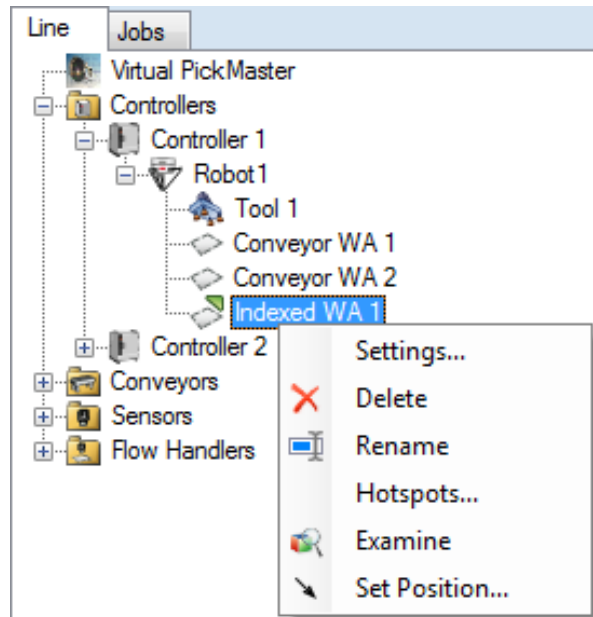 Line
Jobs
Virtual PickMaster
Controllers
Controller 1
Robot1
Tool 1
Conveyor WA 1
Conveyor WA 2
Indexed WA 1
Controller 2
Conveyors
Sensors
Flow Handlers
Settings...
Delete
Rename
Hotspots...
Examine
Set Position...